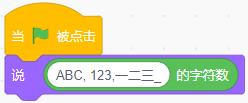 当 被点击
说 ABC, 123,一二三_ 的字符数